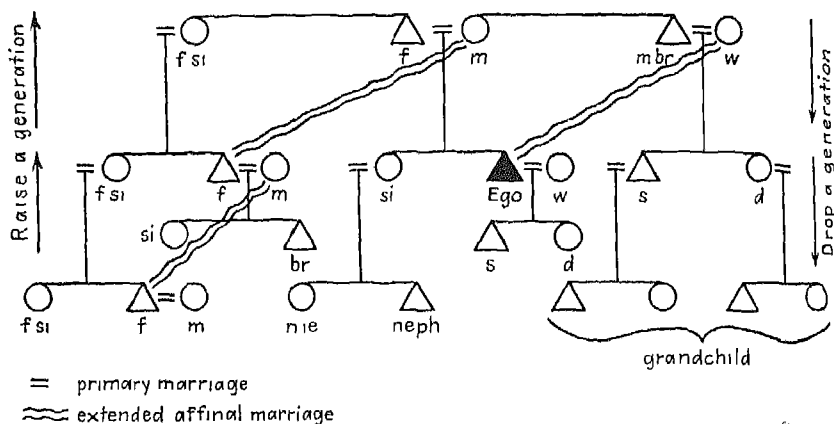 f si f m m br w
f si f m si Ego w s d
si br s d
f si f m nie neph
grandchild
= primary marriage
extended affinal marriage
Raise a generation
Drop a generation